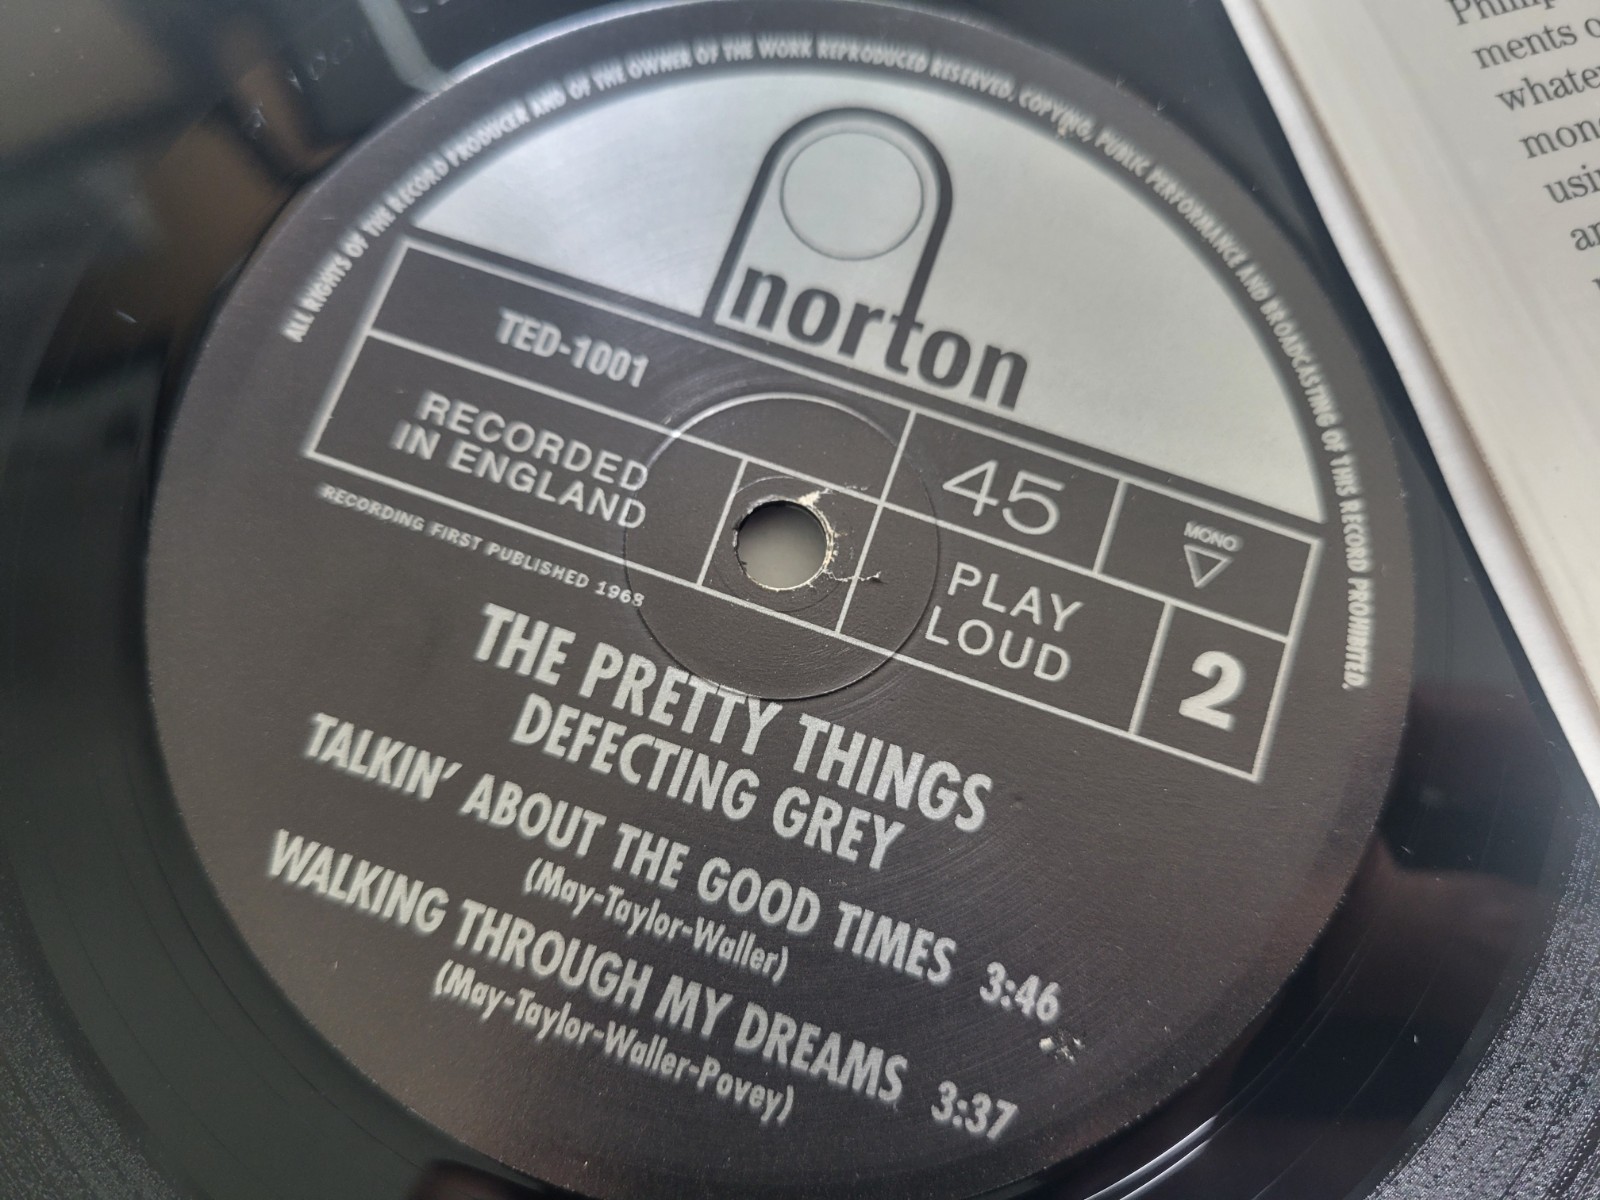 ALL RIGHTS OF THE RECORD PRODUCER AND OF THE OWNER OF THE WORK REPRODUCED RESERVED. COPYING, PUBLIC PERFORMANCE AND BROADCASTING OF THIS RECORD PROHIBITED.
norton
TED-1001
RECORDED
IN ENGLAND
45
MONO
PLAY
LOUD
2
RECORDING FIRST PUBLISHED 1968
THE PRETTY THINGS
DEFECTING GREY
TALKIN' ABOUT THE GOOD TIMES 3:46
(May-Taylor-Waller)
WALKING THROUGH MY DREAMS 3:37
(May-Taylor-Waller-Povey)
ments